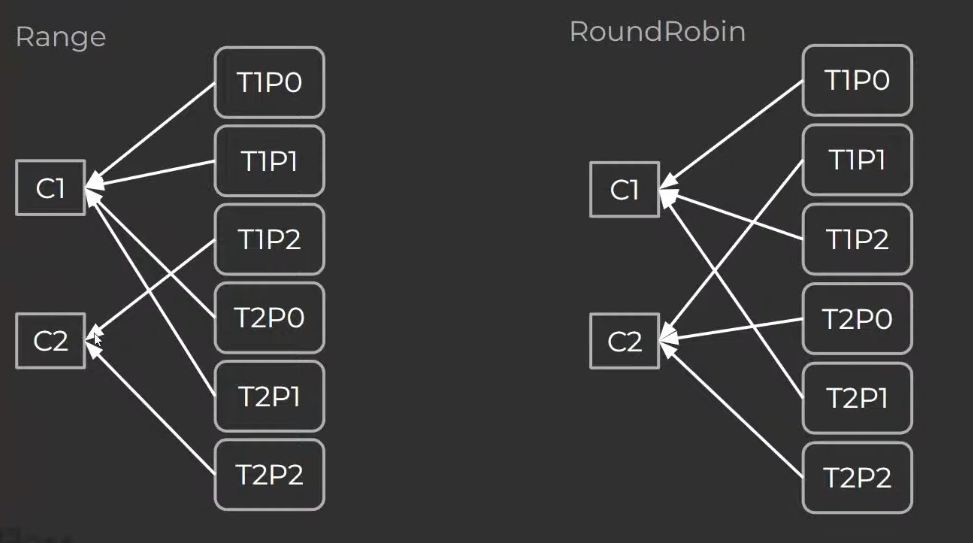 Range
T1P0
T1P1
C1
T1P2
T2P0
C2
T2P1
T2P2
RoundRobin
T1P0
T1P1
C1
T1P2
T2P0
C2
T2P1
T2P2